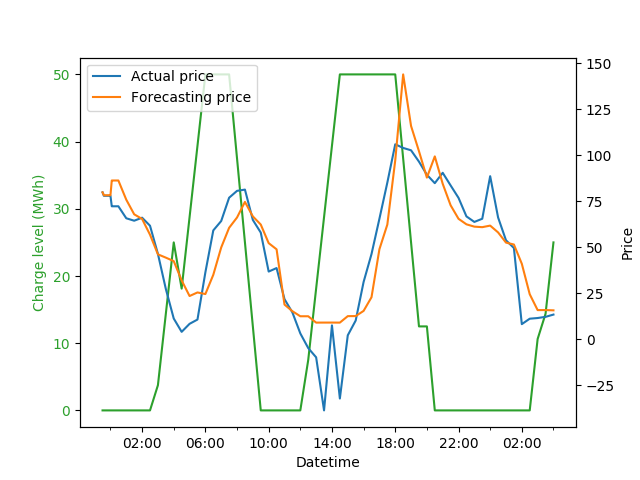 Actual price
Forecasting price
50
40
30
20
10
0
Charge level (MWh)
150
125
100
75
50
25
0
−25
Price
02:00 06:00 10:00 14:00 18:00 22:00 02:00
Datetime